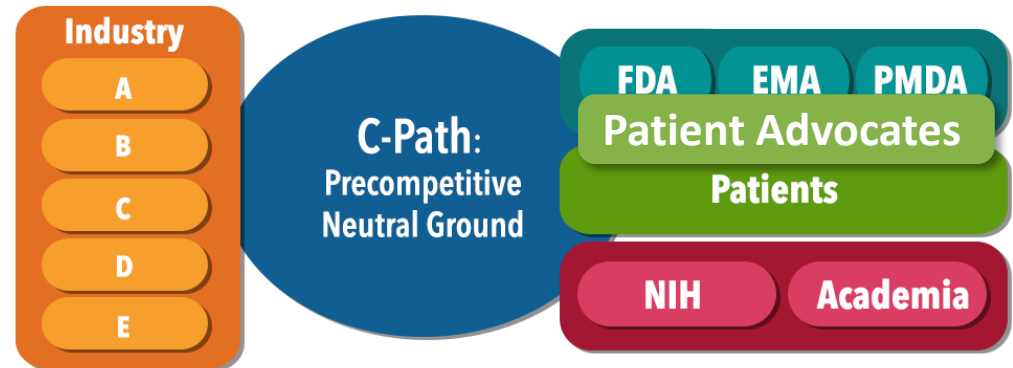 Industry
A
B
C
D
E
C-Path:
Precompetitive
Neutral Ground
FDA EMA PMDA
Patient Advocates
Patients
NIH Academia